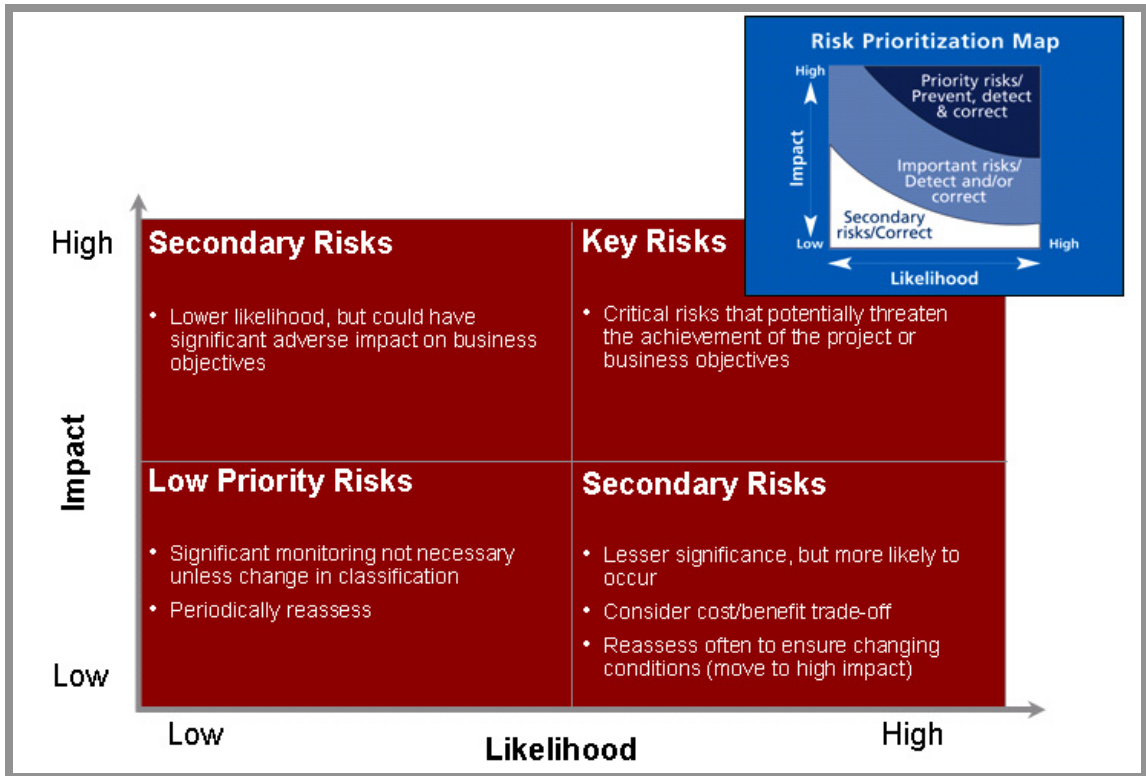 Risk Prioritization Map
High
Priority risks/
Prevent, detect
& correct
Impact
Important risks/
Detect and/or
correct
Secondary
risks/Correct
Low
High
Likelihood
High
Secondary Risks
• Lower likelihood, but could have
significant adverse impact on business
objectives
Key Risks
• Critical risks that potentially threaten
the achievement of the project or
business objectives
Impact
Low Priority Risks
• Significant monitoring not necessary
unless change in classification
• Periodically reassess
Secondary Risks
• Lesser significance, but more likely to
occur
• Consider cost/benefit trade-off
• Reassess often to ensure changing
conditions (move to high impact)
Low
Low
Likelihood
High